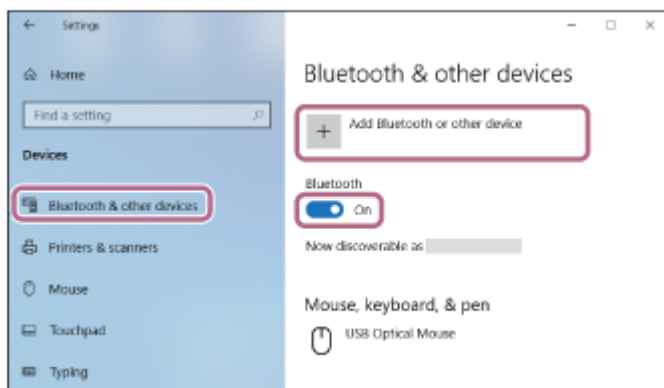 Settings
Home
Find a setting
Devices
Bluetooth & other devices
Printers & scanners
Mouse
Touchpad
Typing
Bluetooth & other devices
Add Bluetooth or other device
Bluetooth
On
Now discoverable as
Mouse, keyboard, & pen
USB Optical Mouse